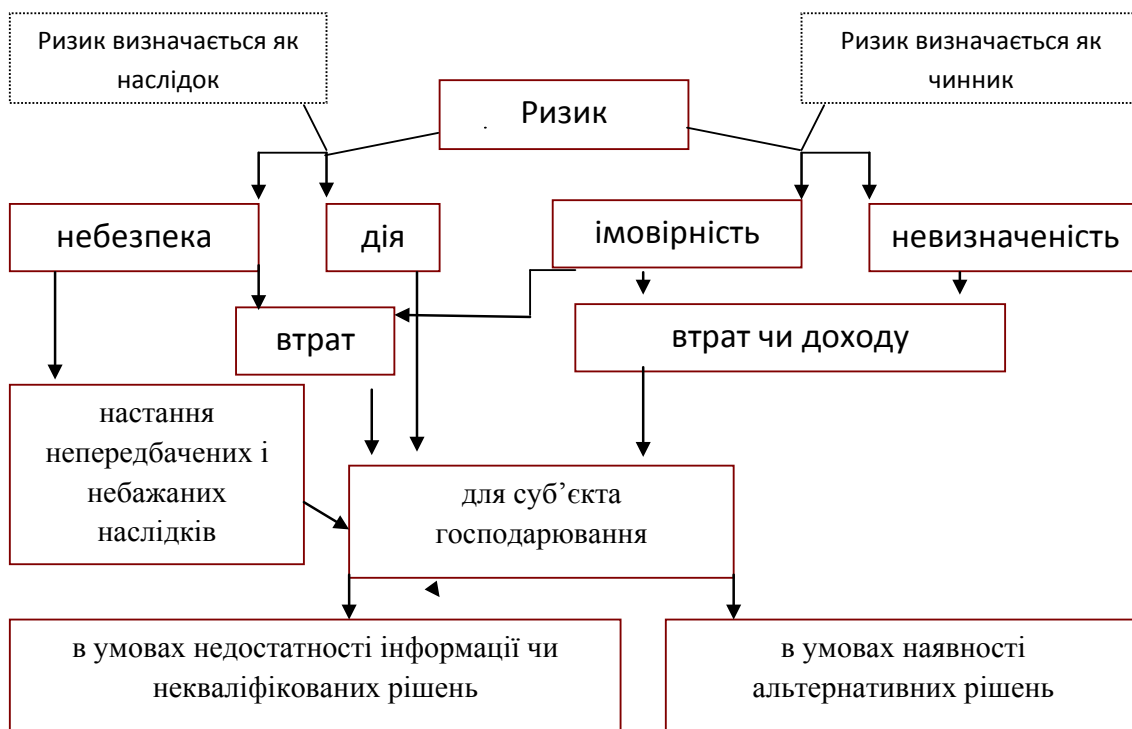 Ризик визначається як
наслідок
Ризик визначається як
чинник
Ризик
небезпека
дія
імовірність
невизначеність
втрат
втрат чи доходу
настання
непередбачених і
небажаних
наслідків
для суб’єкта
господарювання
в умовах недостатності інформації чи
некваліфікованих рішень
в умовах наявності
альтернативних рішень